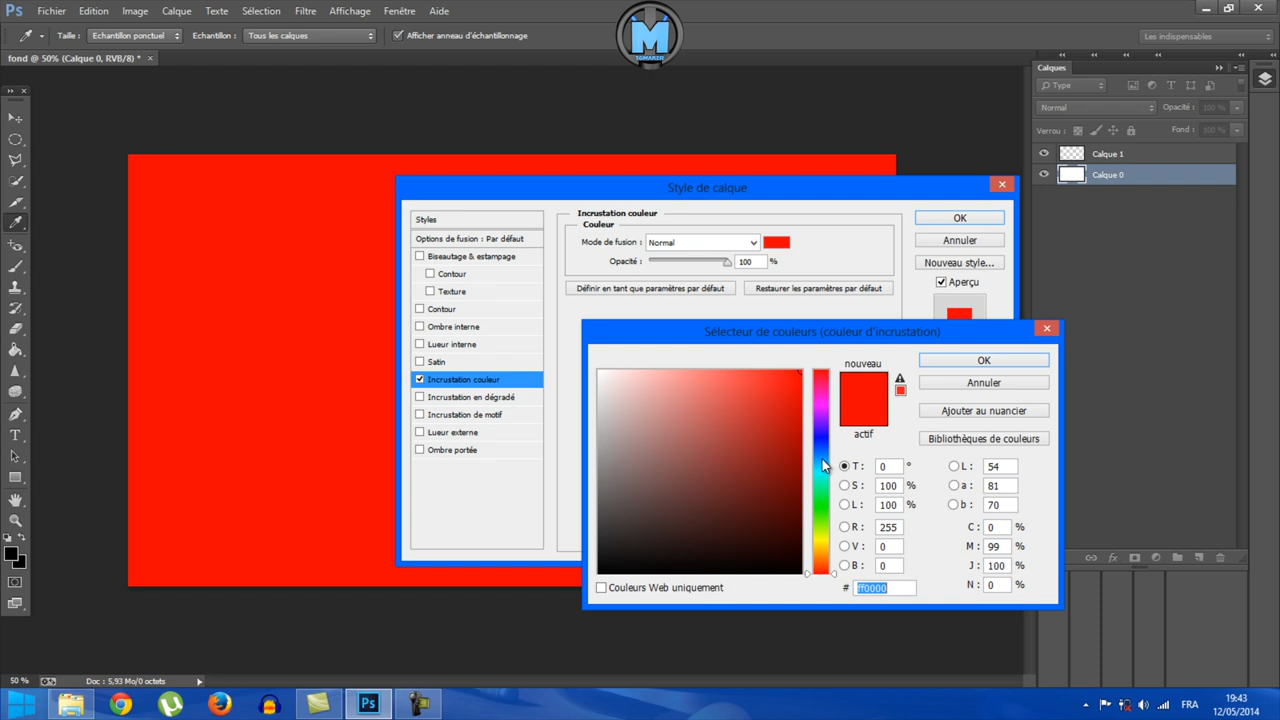 Ps Fichier Edition Image Calque Texte Sélection Filtre Affichage Fenêtre Aide
Taille : Echantillon ponctuel Echantillon : Tous les calques Afficher anneau d'échantillonnage Les indispensables
M
TGMAKER
fond @ 50% (Calque 0, RVB/8) * ×
Calques
Type
Normal Opacité : 100 %
Verrou : Fond : 100 %
Calque 1
Calque 0
Style de calque
Styles
Options de fusion : Par défaut
Biseautage & estampage
Contour
Texture
Contour
Ombre interne
Lueur interne
Satin
Incrustation couleur
Incrustation en dégradé
Incrustation de motif
Lueur externe
Ombre portée
Incrustation couleur
Couleur
Mode de fusion : Normal
Opacité : 100 %
Définir en tant que paramètres par défaut Restaurer les paramètres par défaut
OK
Annuler
Nouveau style...
Aperçu
Sélecteur de couleurs (couleur d'incrustation)
nouveau
actif
OK
Annuler
Ajouter au nuancier
Bibliothèques de couleurs
T: 0 ° L: 54
S: 100 % a: 81
L: 100 % b: 70
R: 255 C: 0 %
V: 0 M: 99 %
B: 0 J: 100 %
# ff0000 N: 0 %
Couleurs Web uniquement
50 % Doc : 5,93 Mo/0 octets
Ps FRA 19:43
12/05/2014